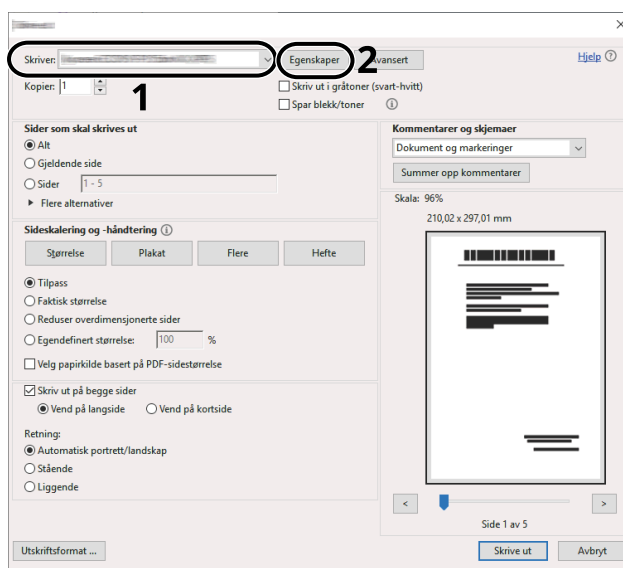 Skriver:
Egenskaper
2
Avansert
Hjelp
Kopier: 1
1
Skriv ut i gråtoner (svart-hvitt)
Spar blekk/toner
Sider som skal skrives ut
Alt
Gjeldende side
Sider 1 - 5
Flere alternativer
Kommentarer og skjemaer
Dokument og markeringer
Summer opp kommentarer
Sideskalering og -håndtering
Størrelse Plakat Flere Hefte
Tilpass
Faktisk størrelse
Reduser overdimensjonerte sider
Egendefinert størrelse: 100 %
Velg papirkilde basert på PDF-sidestørrelse
Skriv ut på begge sider
Vend på langside Vend på kortside
Retning:
Automatisk portrett/landskap
Stående
Liggende
Skala: 96%
210,02 x 297,01 mm
< >
Side 1 av 5
Utskriftsformat ...
Skrive ut
Avbryt